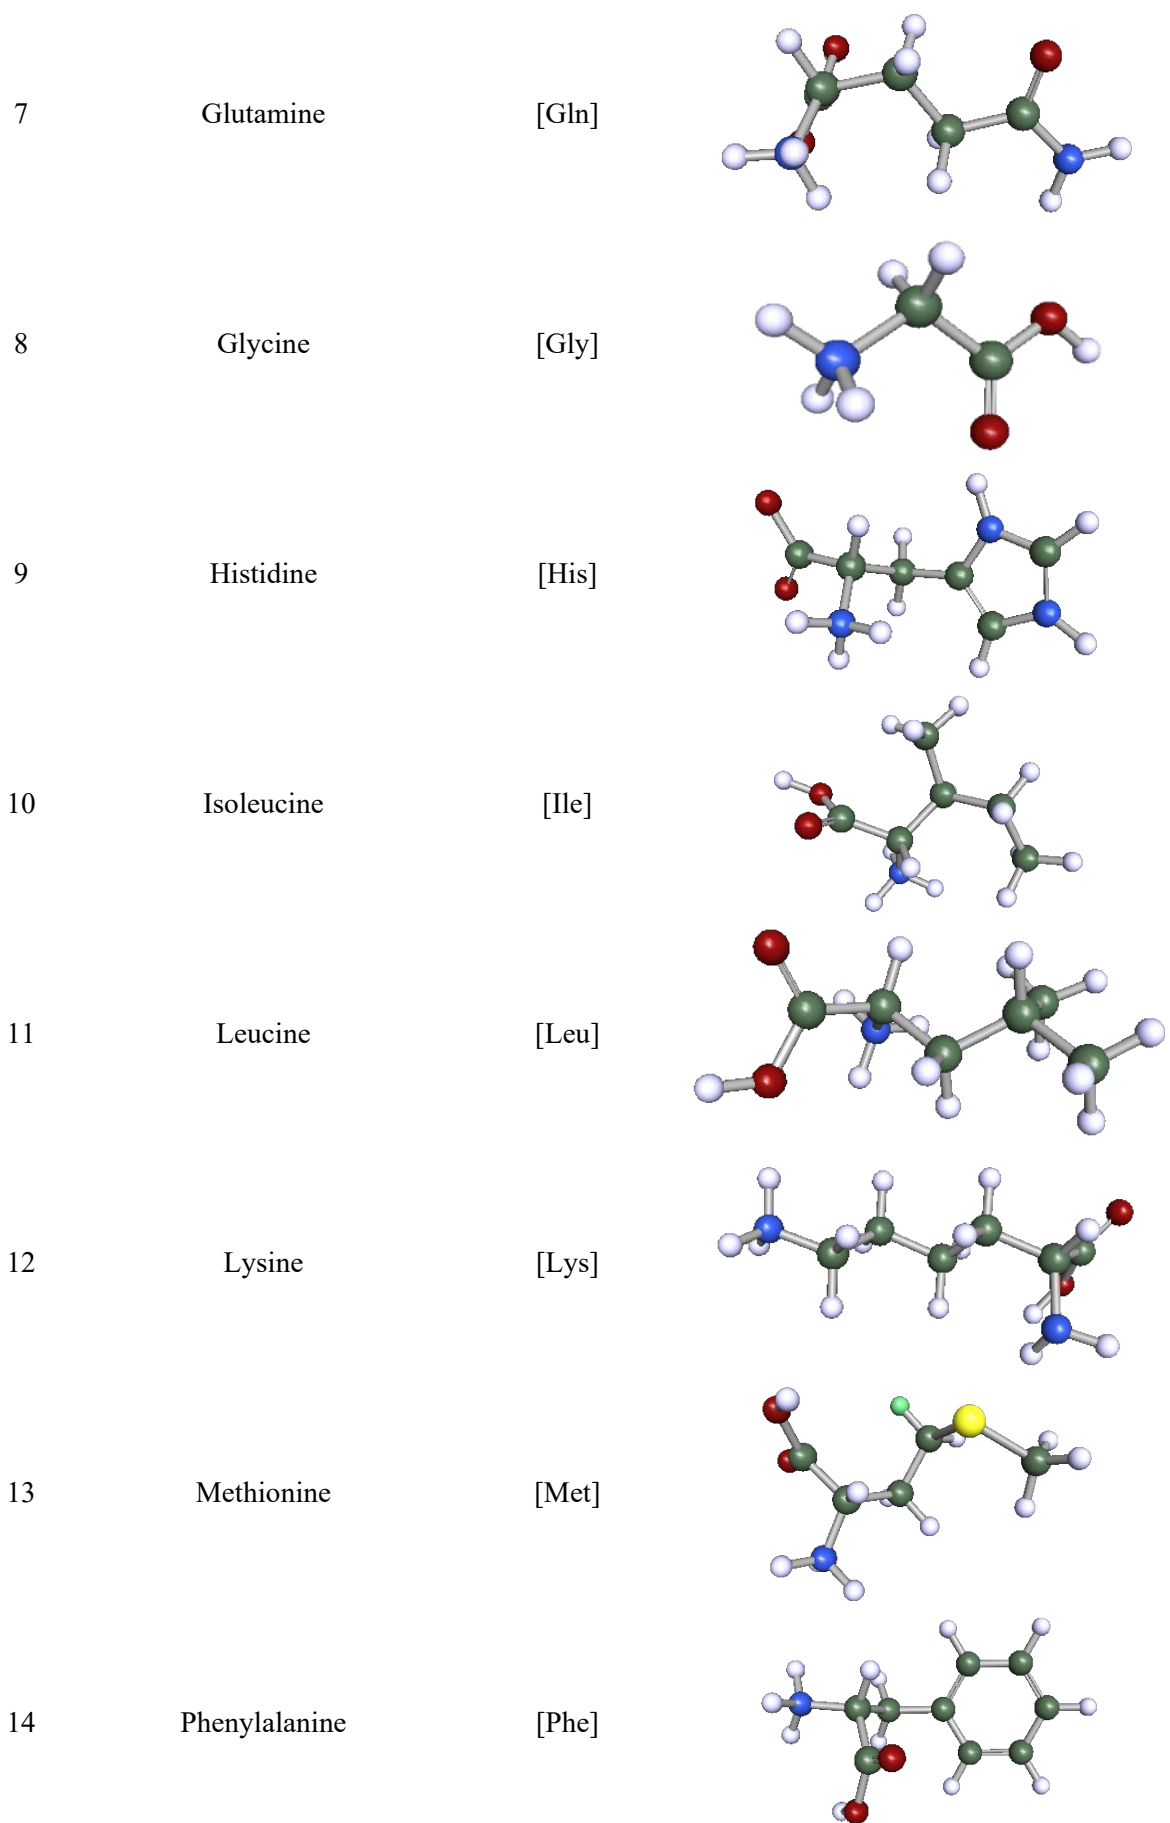 7 Glutamine [Gln]
8 Glycine [Gly]
9 Histidine [His]
10 Isoleucine [Ile]
11 Leucine [Leu]
12 Lysine [Lys]
13 Methionine [Met]
14 Phenylalanine [Phe]